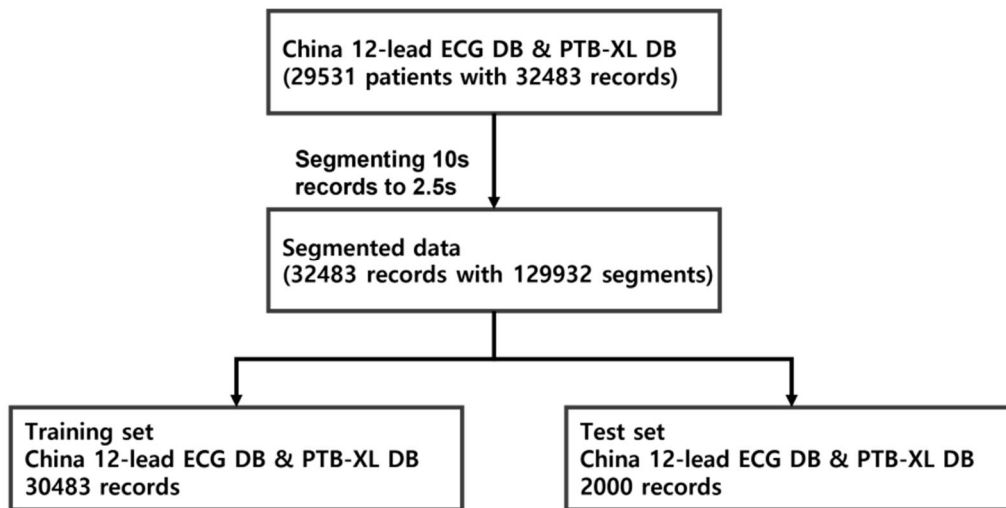 China 12-lead ECG DB & PTB-XL DB
(29531 patients with 32483 records)
Segmenting 10s
records to 2.5s
Segmented data
(32483 records with 129932 segments)
Training set
China 12-lead ECG DB & PTB-XL DB
30483 records
Test set
China 12-lead ECG DB & PTB-XL DB
2000 records